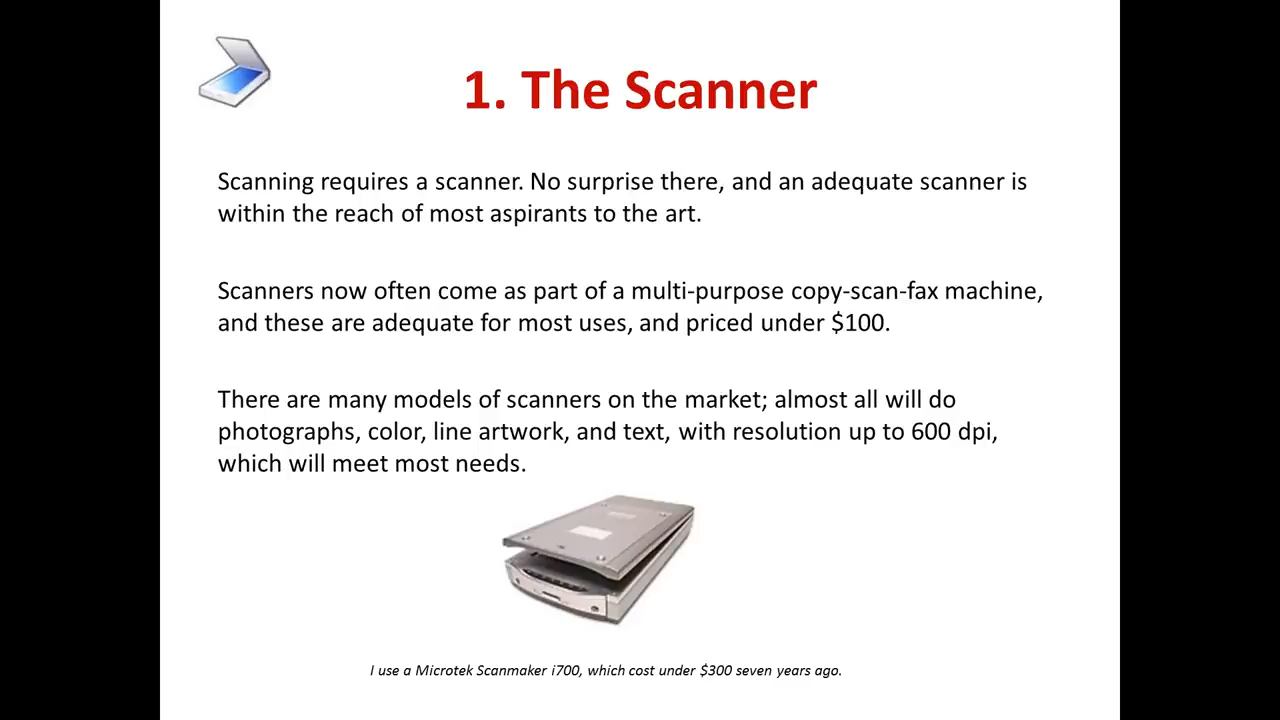 1. The Scanner
Scanning requires a scanner. No surprise there, and an adequate scanner is
within the reach of most aspirants to the art.
Scanners now often come as part of a multi-purpose copy-scan-fax machine,
and these are adequate for most uses, and priced under $100.
There are many models of scanners on the market; almost all will do
photographs, color, line artwork, and text, with resolution up to 600 dpi,
which will meet most needs.
I use a Microtek Scanmaker i700, which cost under $300 seven years ago.